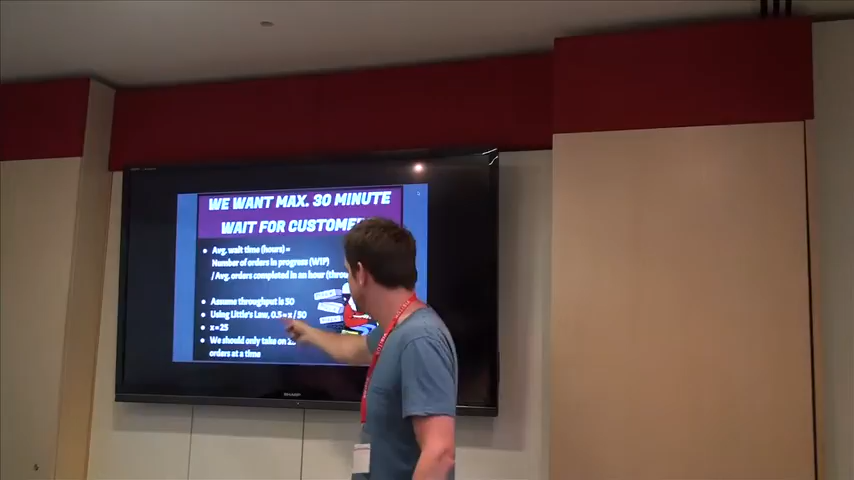 WE WANT MAX. 30 MINUTE
WAIT FOR CUSTOME
Avg. wait time (hours) =
Number of orders in progress (WIP)
/ Avg. orders completed in an hour (throu
Assume throughput is 50
Using Little's Law, 0.5 = x / 50
x = 25
We should only take on
orders at a time
SHARP